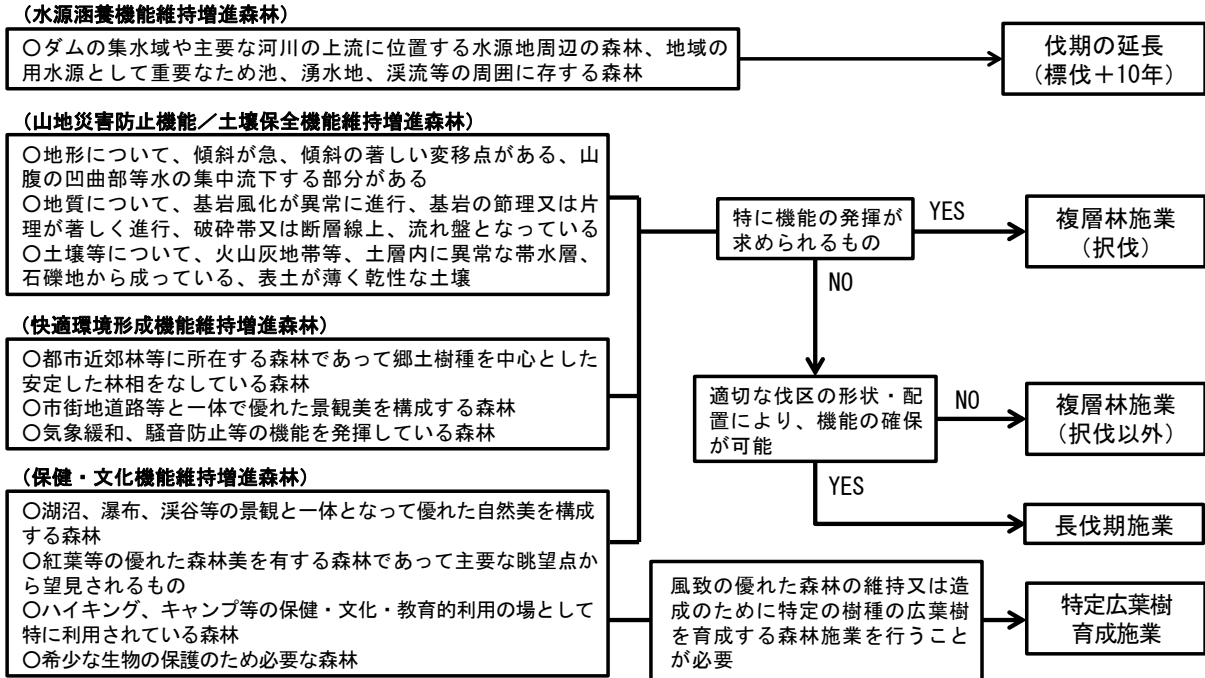 (水源涵養機能維持増進森林)
○ダムの集水域や主要な河川の上流に位置する水源地周辺の森林、地域の
用水源として重要なため池、湧水地、渓流等の周囲に存する森林
伐期の延長
(標伐+10年)
(山地災害防止機能/土壌保全機能維持増進森林)
○地形について、傾斜が急、傾斜の著しい変移点がある、山
腹の凹曲部等水の集中流下する部分がある
○地質について、基岩風化が異常に進行、基岩の節理又は片
理が著しく進行、破砕帯又は断層線上、流れ盤となっている
○土壌等について、火山灰地帯等、土層内に異常な帯水層、
石礫地から成っている、表土が薄く乾性な土壌
特に機能の発揮が
求められるもの
YES
複層林施業
(択伐)
NO
(快適環境形成機能維持増進森林)
○都市近郊林等に所在する森林であって郷土樹種を中心とした
安定した林相をなしている森林
○市街地道路等と一体で優れた景観美を構成する森林
○気象緩和、騒音防止等の機能を発揮している森林
適切な伐区の形状・配
置により、機能の確保
が可能
NO
複層林施業
(択伐以外)
YES
長伐期施業
(保健・文化機能維持増進森林)
○湖沼、瀑布、渓谷等の景観と一体となって優れた自然美を構成
する森林
○紅葉等の優れた森林美を有する森林であって主要な眺望点か
ら望見されるもの
○ハイキング、キャンプ等の保健・文化・教育的利用の場として
特に利用されている森林
○希少な生物の保護のため必要な森林
風致の優れた森林の維持又は造
成のために特定の樹種の広葉樹
を育成する森林施業を行うこと
が必要
特定広葉樹
育成施業